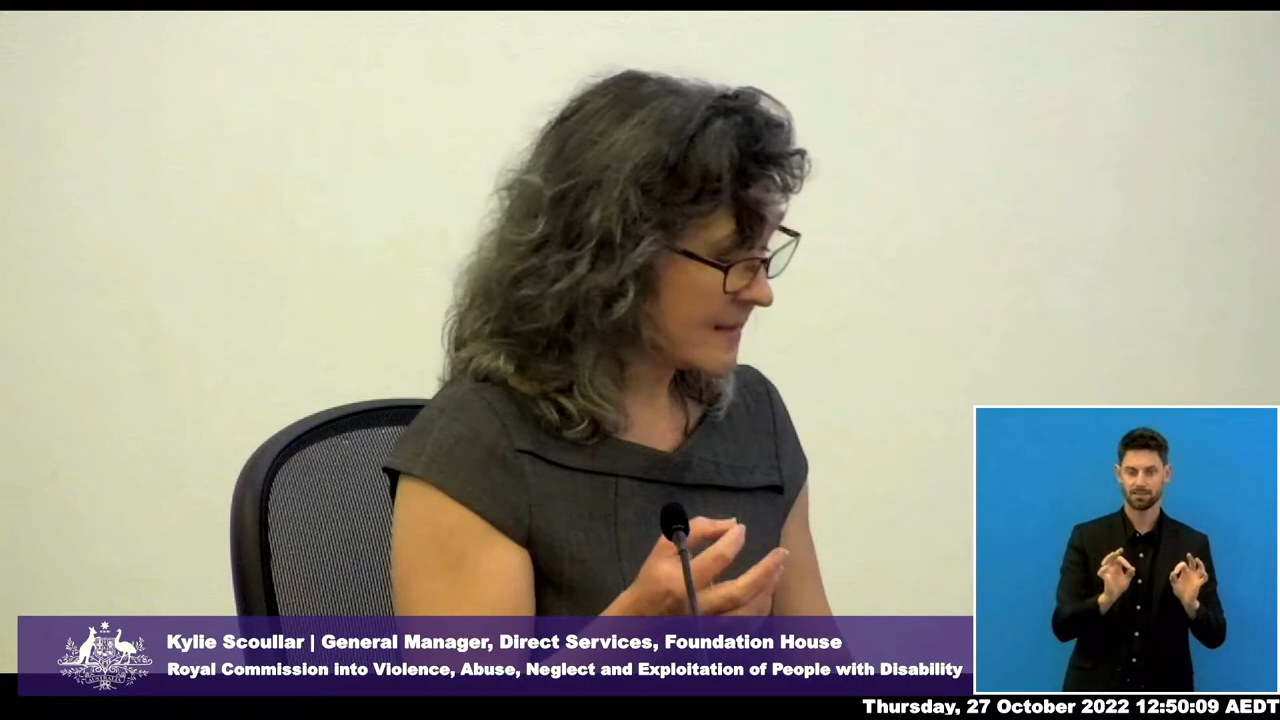 Kylie Scoullar | General Manager, Direct Services, Foundation House
Royal Commission into Violence, Abuse, Neglect and Exploitation of People with Disability
Thursday, 27 October 2022 12:50:09 AEDT